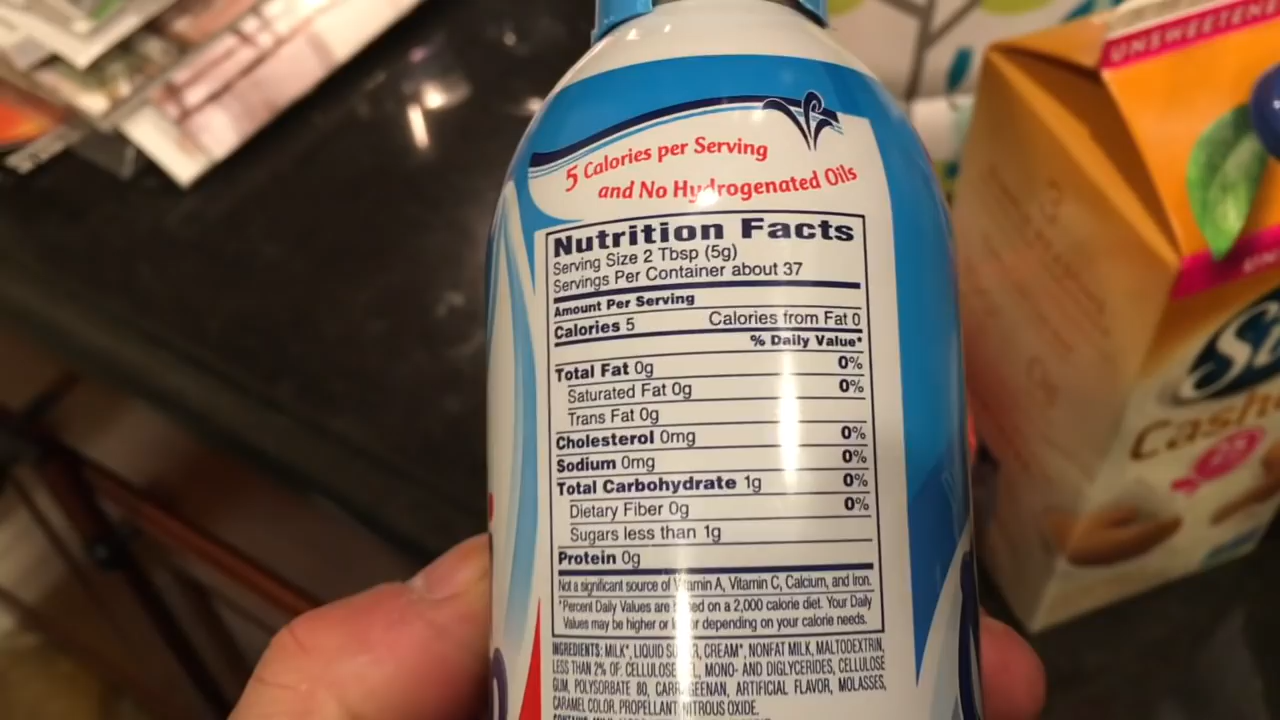 5 Calories per Serving
and No Hydrogenated Oils
Nutrition Facts
Serving Size 2 Tbsp (5g)
Servings Per Container about 37
Amount Per Serving
Calories 5 Calories from Fat 0
% Daily Value*
Total Fat 0g 0%
Saturated Fat 0g 0%
Trans Fat 0g
Cholesterol 0mg 0%
Sodium 0mg 0%
Total Carbohydrate 1g 0%
Dietary Fiber 0g 0%
Sugars less than 1g
Protein 0g
Not a significant source of Vitamin A, Vitamin C, Calcium, and Iron.
*Percent Daily Values are based on a 2,000 calorie diet. Your Daily
Values may be higher or lower depending on your calorie needs.
INGREDIENTS: MILK*, LIQUID SUGAR, CREAM*, NONFAT MILK, MALTODEXTRIN,
LESS THAN 2% OF: CELLULOSE GEL, MONO- AND DIGLYCERIDES, CELLULOSE
GUM, POLYSORBATE 80, CARRAGEENAN, ARTIFICIAL FLAVOR, MOLASSES,
CARAMEL COLOR. PROPELLANT: NITROUS OXIDE.
UNSWEETENE
Cashe